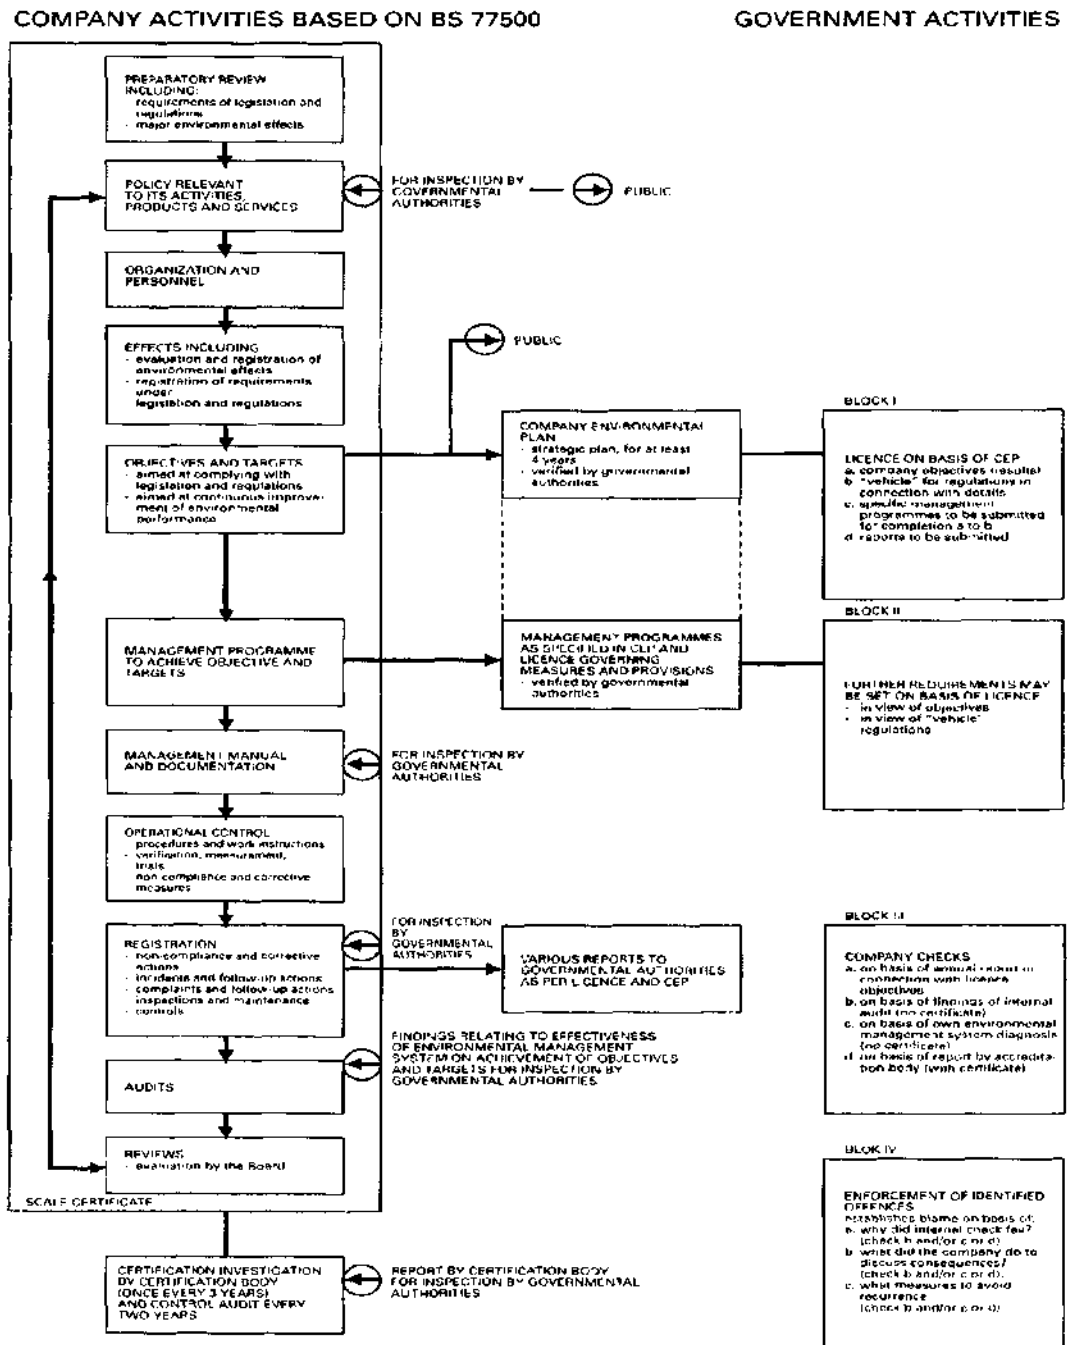 COMPANY ACTIVITIES BASED ON BS 77500
GOVERNMENT ACTIVITIES
PREPARATORY REVIEW
INCLUDING:
requirements of legislation and
regulations
- major environmental effects
POLICY RELEVANT
TO ITS ACTIVITIES,
PRODUCTS AND SERVICES
FOR INSPECTION BY
GOVERNMENTAL
AUTHORITIES
PUBLIC
ORGANIZATION AND
PERSONNEL
EFFECTS INCLUDING
- evaluation and registration of
environmental effects
- registration of requirements
under
legislation and regulations
PUBLIC
OBJECTIVES AND TARGETS
- aimed at complying with
legislation and regulations
- aimed at continuous improve-
ment of environmental
performance
COMPANY ENVIRONMENTAL
PLAN
- strategic plan, for at least
4 years
- verified by governmental
authorities
BLOCK I
LICENCE ON BASIS OF CEP
a. company objectives (results)
b "vehicle" for regulations in
connection with details
c. specific management
programmes to be submitted
for completion a to b
d reports to be submitted
MANAGEMENT PROGRAMME
TO ACHIEVE OBJECTIVE AND
TARGETS
MANAGEMENT PROGRAMMES
AS SPECIFIED IN CEP AND
LICENCE GOVERNING
MEASURES AND PROVISIONS
- verified by governmental
authorities
BLOCK II
FURTHER REQUIREMENTS MAY
BE SET ON BASIS OF LICENCE
- in view of objectives
- in view of "vehicle"
regulations
MANAGEMENT MANUAL
AND DOCUMENTATION
FOR INSPECTION BY
GOVERNMENTAL
AUTHORITIES
OPERATIONAL CONTROL
procedures and work instructions
- verification, measurement,
trials
non compliance and corrective
measures
REGISTRATION
- non-compliance and corrective
actions
- incidents and follow-up actions
- complaints and follow-up actions
inspections and maintenance
- controls
FOR INSPECTION
BY
GOVERNMENTAL
AUTHORITIES
VARIOUS REPORTS TO
GOVERNMENTAL AUTHORITIES
AS PER LICENCE AND CEP
BLOCK III
COMPANY CHECKS
a. on basis of annual report in
connection with licence
objectives
b. on basis of findings of internal
audit (no certificate)
c. on basis of own environmental
management system diagnosis
(no certificate)
d. on basis of report by accredita-
tion body (with certificate)
AUDITS
FINDINGS RELATING TO EFFECTIVENESS
OF ENVIRONMENTAL MANAGEMENT
SYSTEM ON ACHIEVEMENT OF OBJECTIVES
AND TARGETS FOR INSPECTION BY
GOVERNMENTAL AUTHORITIES
REVIEWS
- evaluation by the Board
SCALE CERTIFICATE
BLOK IV
ENFORCEMENT OF IDENTIFIED
OFFENCES
establishes blame on basis of:
a. why did internal check fail?
(check b and/or c or d)
b what did the company do to
discuss consequences?
(check b and/or c or d).
c. what measures to avoid
recurrence
(check b and/or c or d)
CERTIFICATION INVESTIGATION
BY CERTIFICATION BODY
(ONCE EVERY 3 YEARS)
AND CONTROL AUDIT EVERY
TWO YEARS
REPORT BY CERTIFICATION BODY
FOR INSPECTION BY GOVERNMENTAL
AUTHORITIES